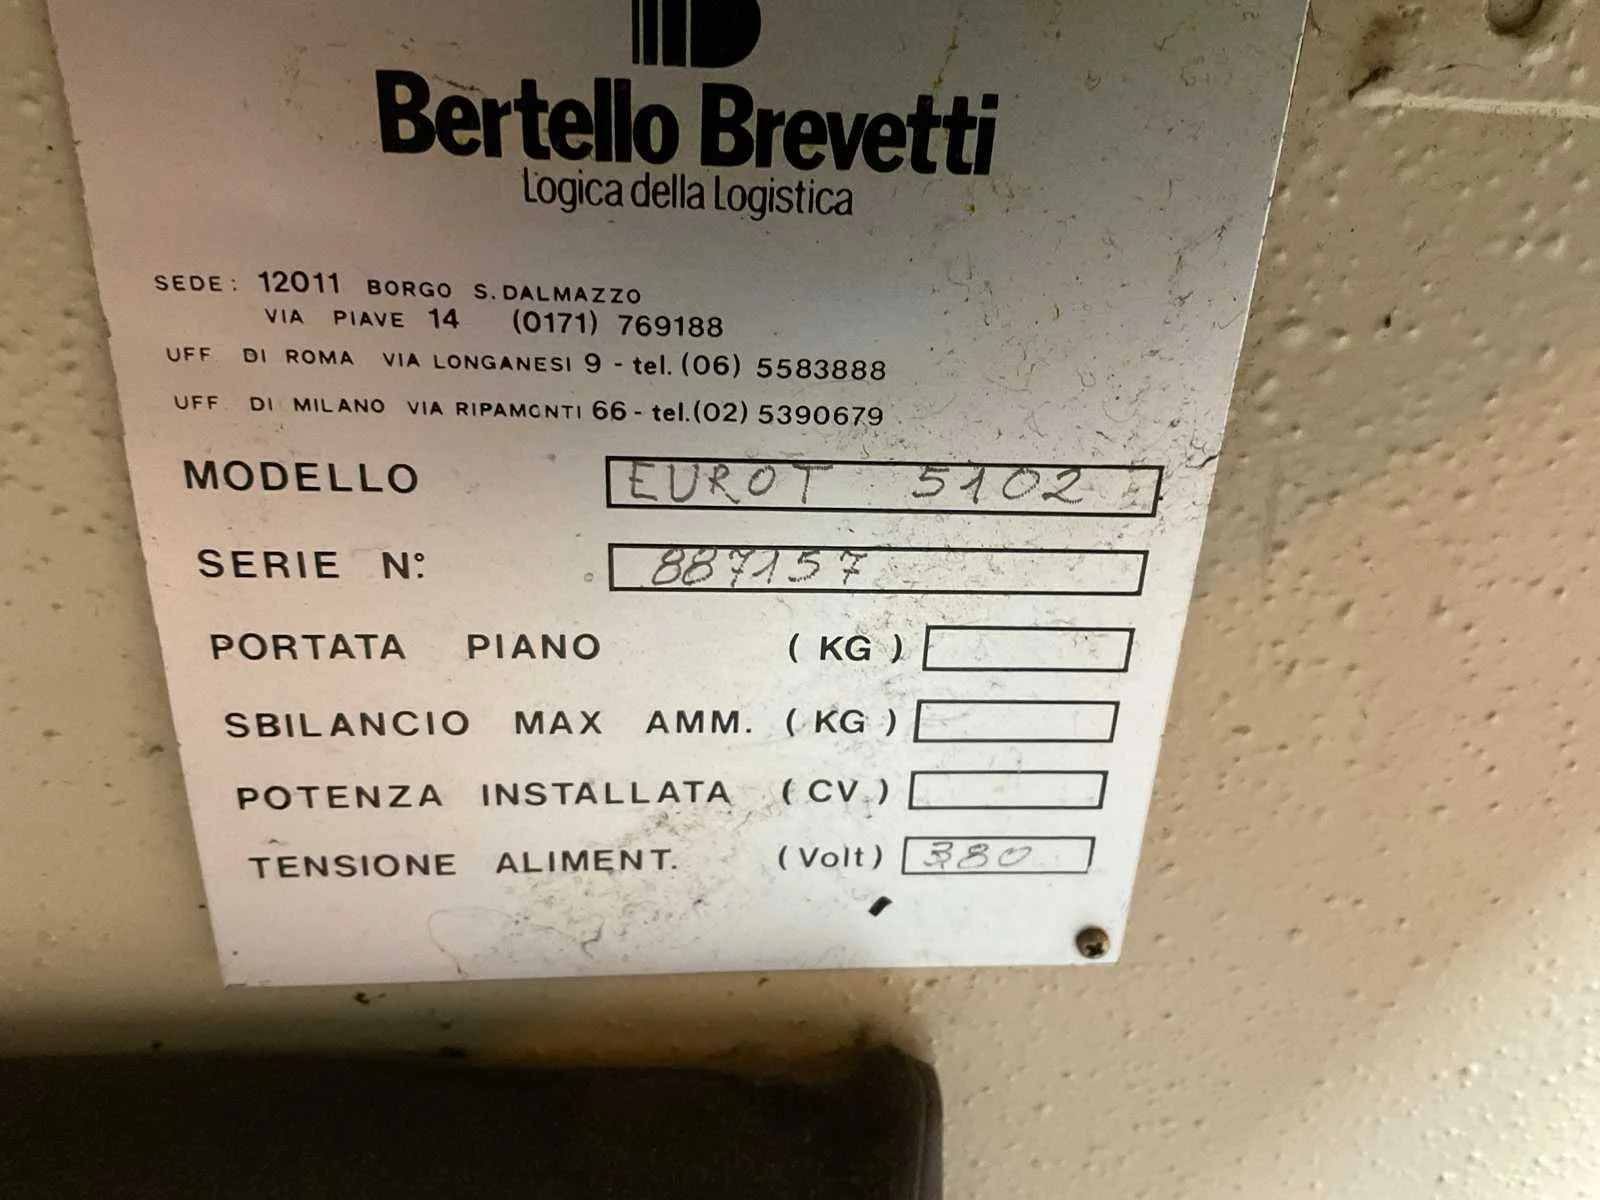 Bertello Brevetti
Logica della Logistica
SEDE: 12011 BORGO S. DALMAZZO
VIA PIAVE 14 (0171) 769188
UFF. DI ROMA VIA LONGANESI 9 - tel. (06) 5583888
UFF. DI MILANO VIA RIPAMONTI 66 - tel. (02) 5390679
MODELLO EUROT 5102
SERIE N: 887157
PORTATA PIANO (KG)
SBILANCIO MAX AMM. (KG)
POTENZA INSTALLATA (CV)
TENSIONE ALIMENT. (Volt) 380